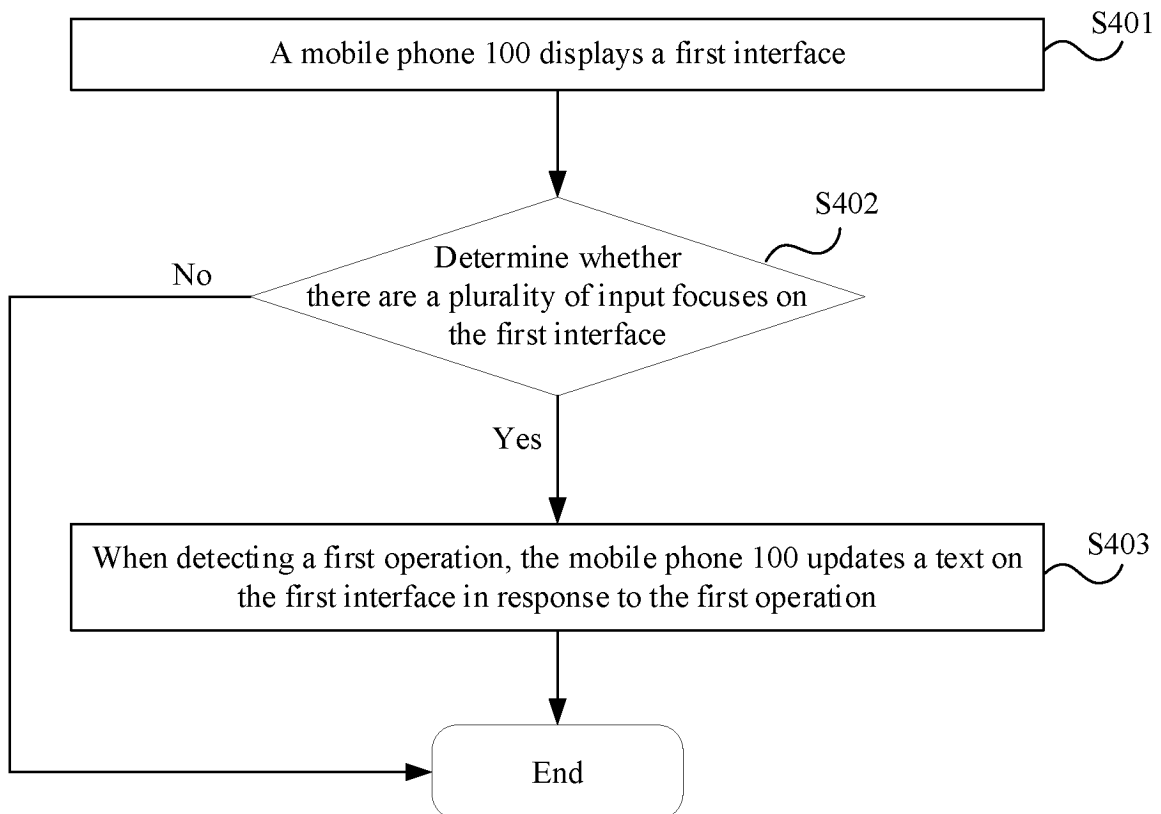 S401
A mobile phone 100 displays a first interface
S402
Determine whether
there are a plurality of input focuses on
the first interface
No
Yes
S403
When detecting a first operation, the mobile phone 100 updates a text on
the first interface in response to the first operation
End